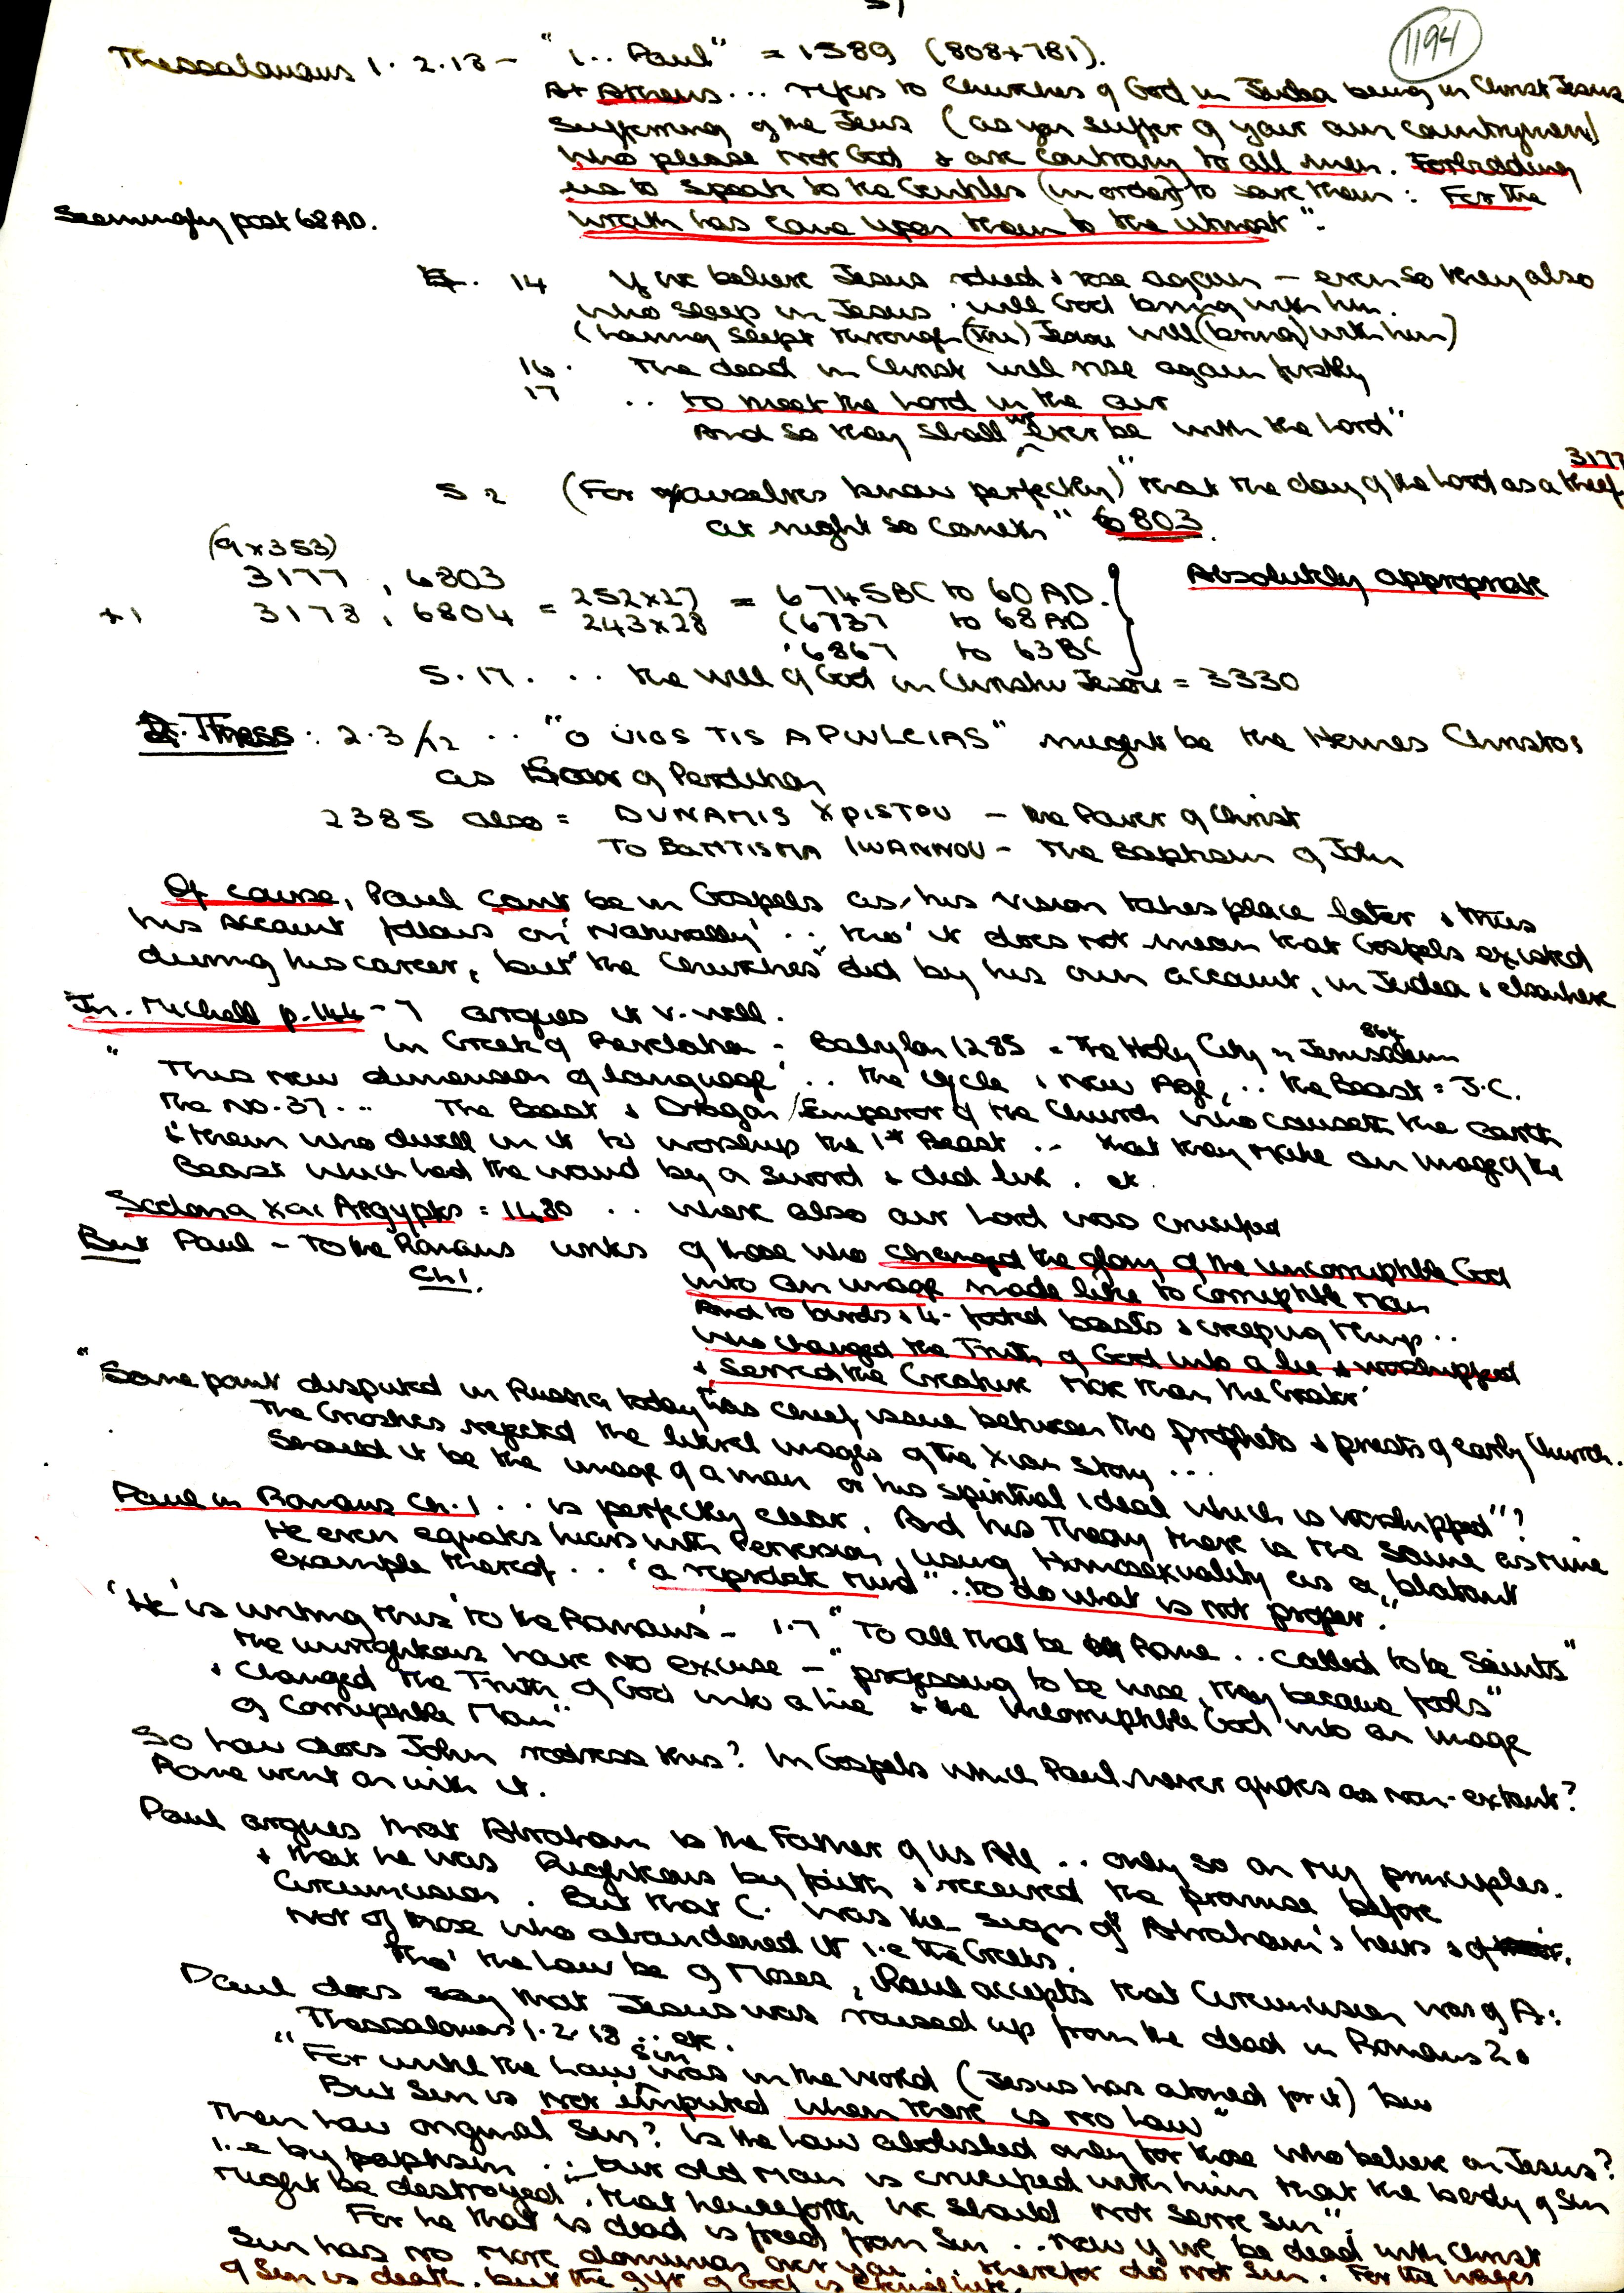 51
1194
Thessalonians 1. 2.18 - "I... Paul" = 1589 (808+781).
At Athens... refers to Churches of God in Judea being in Christ Jesus
suffering of the Jews (as you suffer of your own countrymen)
who please not God & are contrary to all men. Forbidding
us to speak to the Gentiles (in order) to save them: For the
wrath has come upon them to the utmost".
Seemingly post 68 AD.
14 If we believe Jesus died & rose again - even so they also
who sleep in Jesus will God bring with him.
(having slept through (the) Jesou will (bring) with him)
16. The dead in Christ will rise again firstly
17 .. to meet the Lord in the air
And so they shall we ever be with the Lord"
5 2 (For yourselves know perfectly) "that the day of the Lord as a thief 3177
at night so cometh" 6803.
(9x353)
3177, 6803
+1 3178, 6804 = 252x27 = 6745BC to 60 AD.
243x28 (6737 to 68 AD
6867 to 63 BC
Absolutely appropriate
5.17... the will of God in Christw Jesou = 3330
2. Thess: 2.3/12 .. "O UIOS TIS APWLEIAS" might be the Hermes Christos
as Son of Perdition
2385 also = DUNAMIS XPISTOU - the Power of Christ
TO BAPTISMA IWANNOU - The Baptism of John
Of course, Paul can't be in Gospels as his vision takes place later & thus
his account follows on 'naturally' .. tho' it does not mean that Gospels existed
during his career, but "the Churches" did by his own account, in Judea & elsewhere
Jn. Michell p.144-7 argues it v. well.
In Greek of Revelation - Babylon 1285 = The Holy City = Jerusalem 864
"This new dimension of language".. the cycle & New Age, .. the Beast = J.C.
the No. 37... The Beast & Dragon/Emperor of the Church who causeth the earth
& them who dwell in it to worship the 1st Beast .. that they make an image of the
Beast which had the wound by a sword & did live. etc.
Sodoma kai Aegyptos = 1480 .. where also our Lord was crucified
But Paul - To the Romans writes of those who changed the glory of the uncorruptible God
Ch 1. into an image made like to corruptible man
And to birds & 4-footed beasts & creeping things..
who changed the Truth of God into a lie & worshipped
& served the Creature more than the Creator'
"Same point disputed in Russia today was chief issue between the prophets & priests of early Church.
The Gnostics rejected the literal images of the Xian story...
Should it be the image of a man or his spiritual ideal which is worshipped"?
Paul in Romans Ch. 1 .. is perfectly clear. And his Theory there is the same as mine
He even equates hims with Perversion, using Homosexuality as a blatant
example thereof .. "a reprobate mind".. to do what is not proper."
'He is writing this 'to the Romans' - 1.7 "To all that be in Rome .. called to be Saints"
the unrighteous have no excuse - "professing to be wise, they became fools"
& changed the Truth of God into a lie & the incorruptible God into an image
of corruptible Man"
So how does John redress this? In Gospels which Paul never quotes as non-extant?
Rome went on with it.
Paul argues that Abraham is the Father of us All .. only so on my principles.
& that he was Righteous by faith & received the promise before
Circumcision. But that C. was the sign of Abraham's heirs & of
Not of those who abandoned it i.e the Greeks.
Tho' the Law be of Moses, Paul accepts that Circumcision was of A:
Paul does say that Jesus was raised up from the dead in Romans 2 &
Thessalonians 1. 2. 18 .. etc.
"For until the Law sin was in the World (Jesus has atoned for it) but
But Sin is not imputed when there is no law"
Then how original Sin? Is the Law abolished only for those who believe on Jesus?
i.e by baptism .. "our old man is crucified with him that the body of Sin
might be destroyed, that henceforth we should not serve sin".
For he that is dead is freed from Sin .. now if we be dead with Christ
Sin has no more dominion over you .. therefor do not Sin. For the wages
of Sin is death, but the gift of God is eternal life.